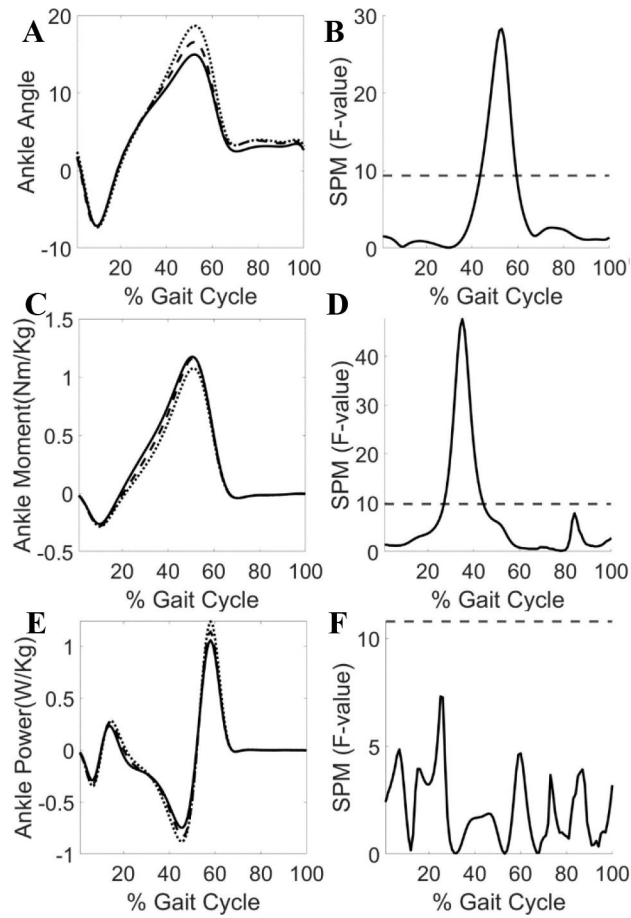 A
Ankle Angle
20
10
0
-10
20 40 60 80 100
% Gait Cycle
B
SPM (F-value)
30
20
10
0
0 20 40 60 80 100
% Gait Cycle
C
Ankle Moment(Nm/Kg)
1.5
1
0.5
0
-0.5
20 40 60 80 100
% Gait Cycle
D
SPM (F-value)
40
30
20
10
0
0 20 40 60 80 100
% Gait Cycle
E
Ankle Power(W/Kg)
1
0.5
0
-0.5
-1
20 40 60 80 100
% Gait Cycle
F
SPM (F-value)
10
5
0
0 20 40 60 80 100
% Gait Cycle